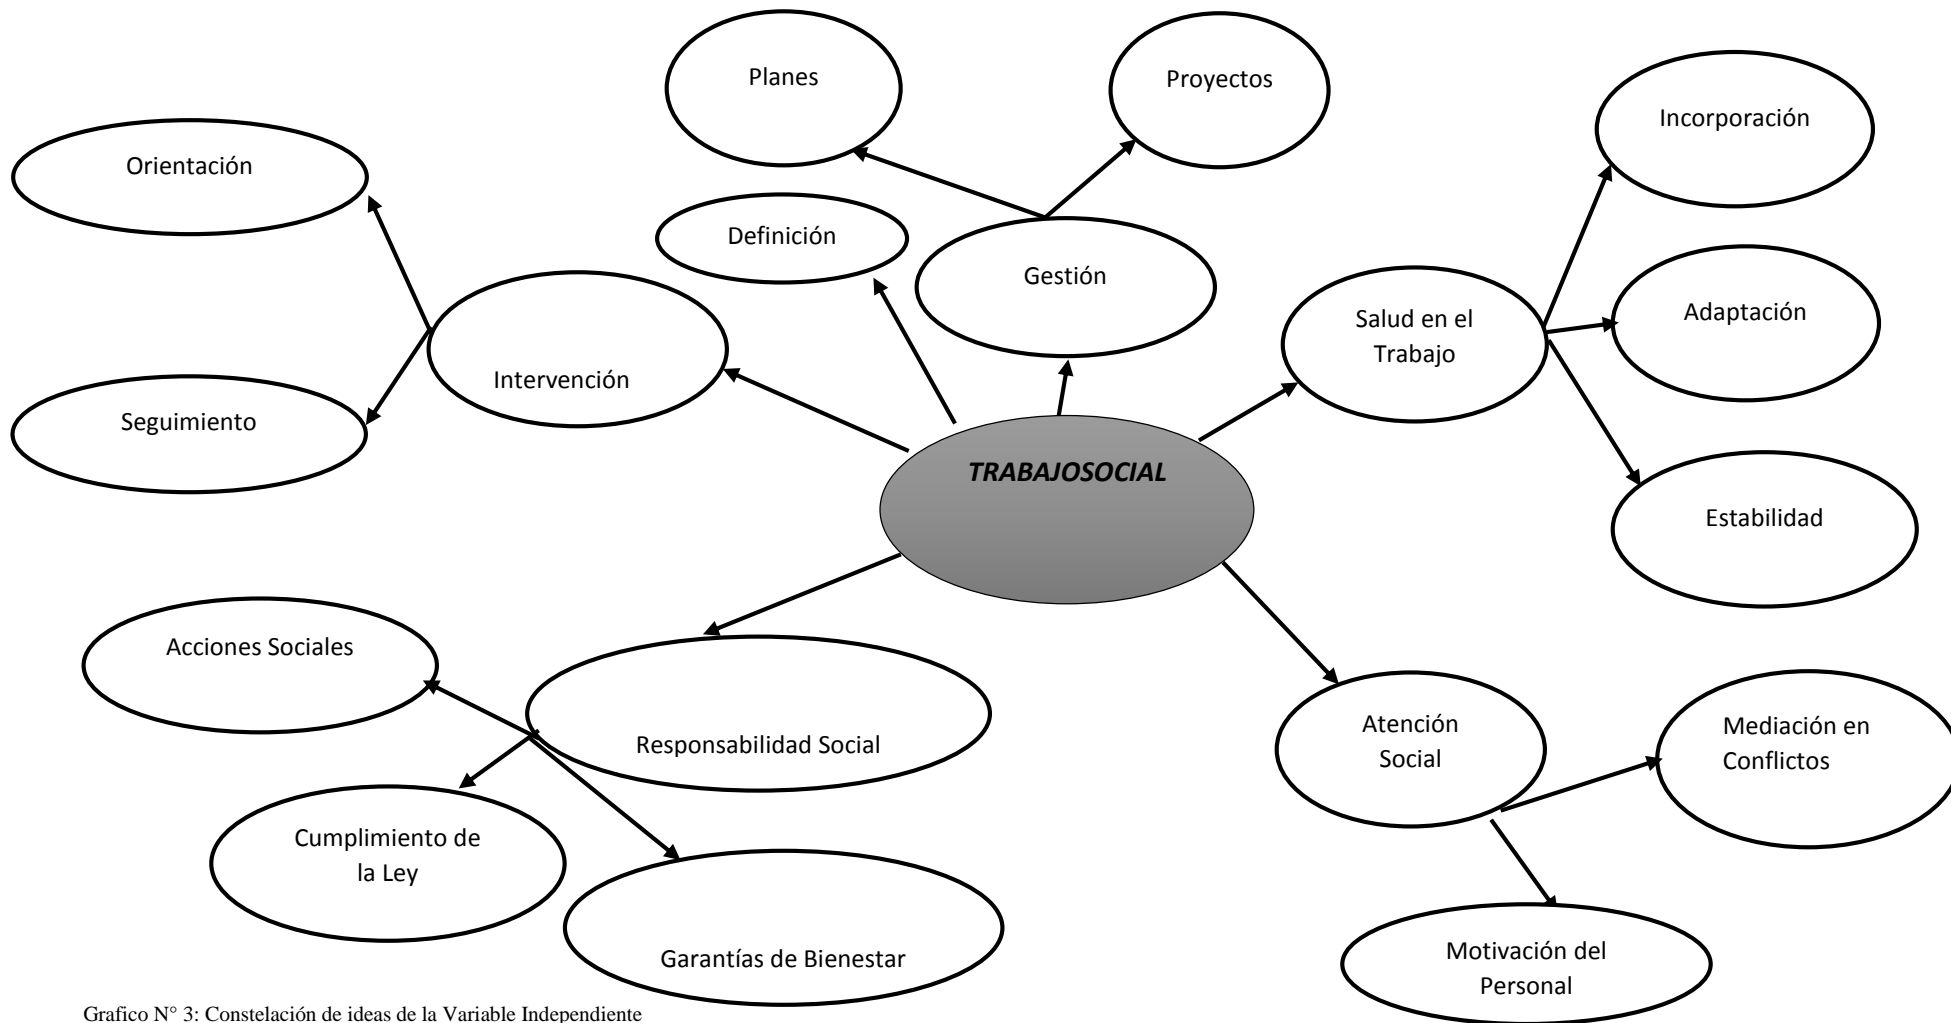 Planes
Proyectos
Incorporación
Orientación
Definición
Gestión
Salud en el
Trabajo
Adaptación
Intervención
Seguimiento
TRABAJOSOCIAL
Estabilidad
Acciones Sociales
Responsabilidad Social
Atención
Social
Mediación en
Conflictos
Cumplimiento de
la Ley
Garantías de Bienestar
Motivación del
Personal
Grafico N° 3: Constelación de ideas de la Variable Independiente